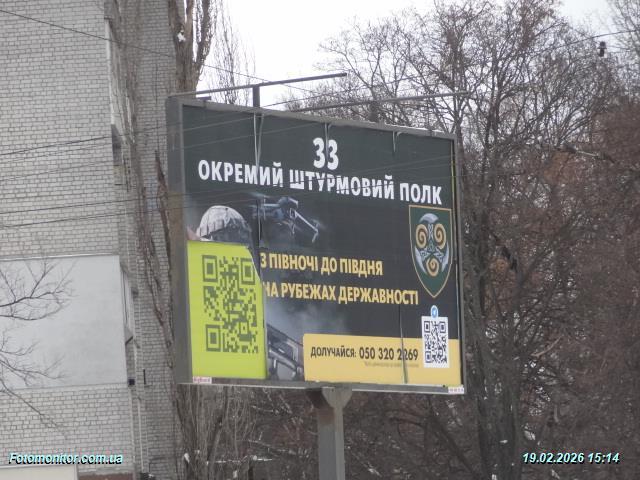 33
ОКРЕМИЙ ШТУРМОВИЙ ПОЛК
З ПІВНОЧІ ДО ПІВДНЯ
НА РУБЕЖАХ ДЕРЖАВНОСТІ
ДОЛУЧАЙСЯ: 050 320 2269
Fotomonitor.com.ua
19.02.2026 15:14